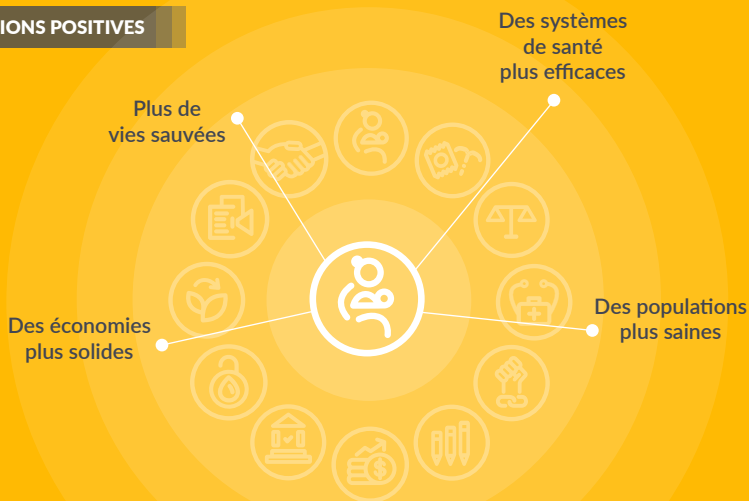 IONS POSITIVES
Des systèmes
de santé
plus efficaces
Plus de
vies sauvées
Des populations
plus saines
Des économies
plus solides